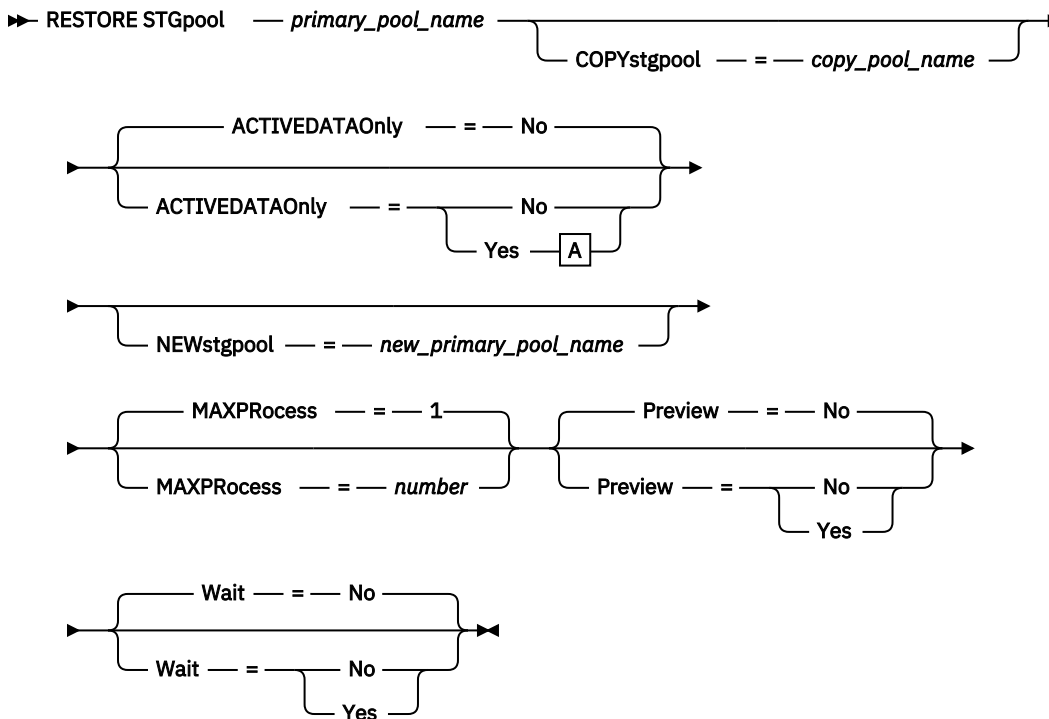 RESTORE STGpool primary_pool_name
COPYstgpool = copy_pool_name
ACTIVEDATAOnly = No
ACTIVEDATAOnly = No
Yes A
NEWstgpool = new_primary_pool_name
MAXPRocess = 1 Preview = No
MAXPRocess = number Preview = No
Yes
Wait = No
Wait = No
Yes